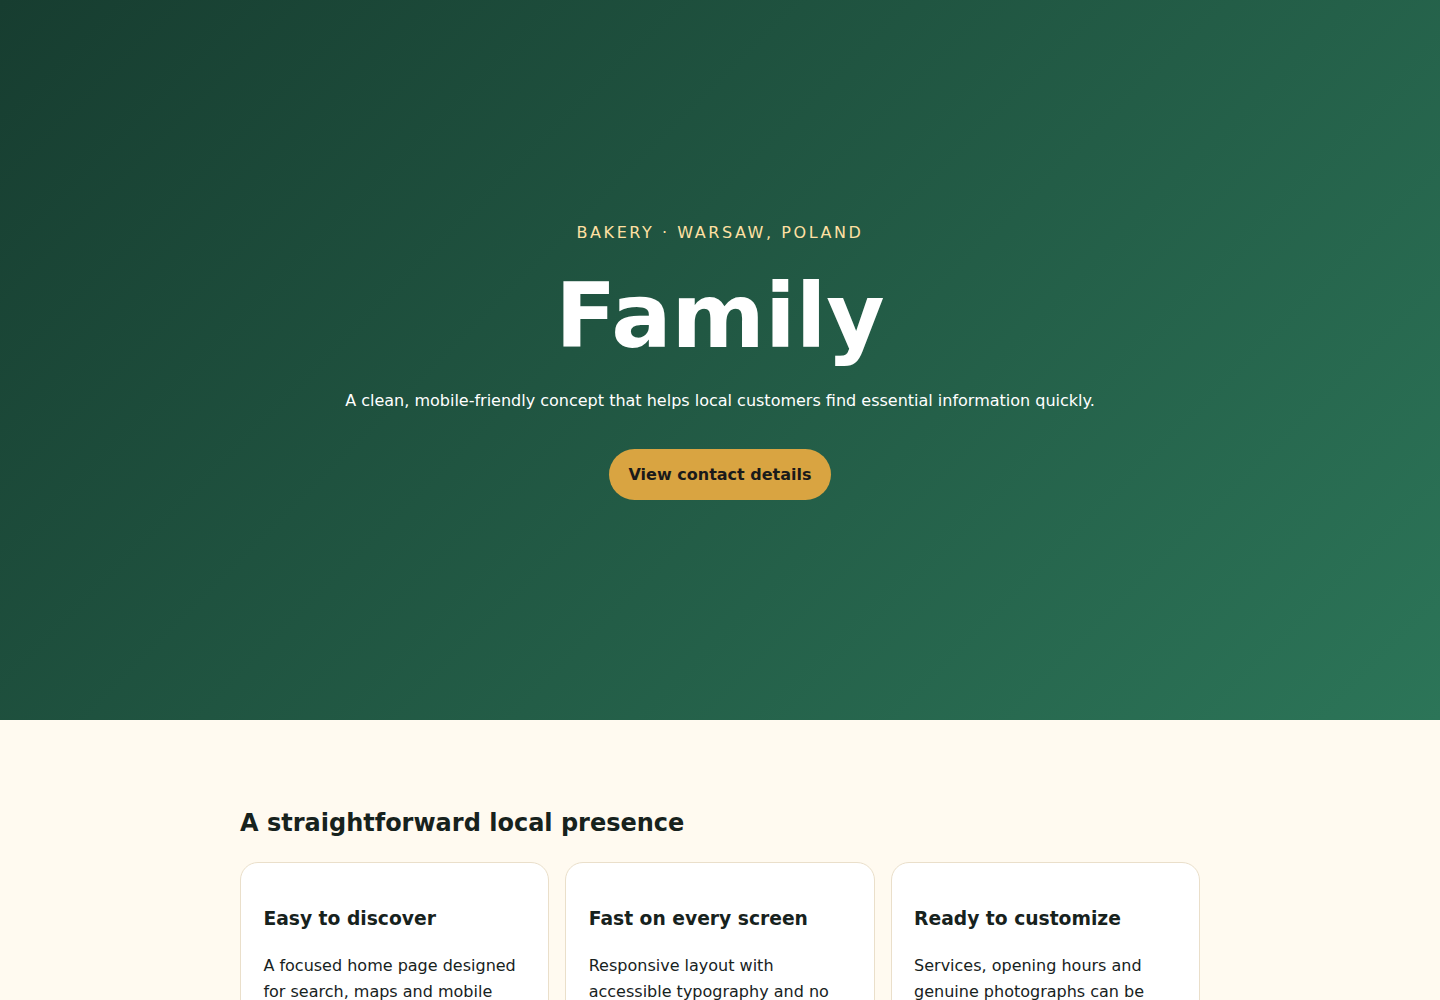 BAKERY · WARSAW, POLAND
Family
A clean, mobile-friendly concept that helps local customers find essential information quickly.
View contact details
A straightforward local presence
Easy to discover
A focused home page designed
for search, maps and mobile
Fast on every screen
Responsive layout with
accessible typography and no
Ready to customize
Services, opening hours and
genuine photographs can be